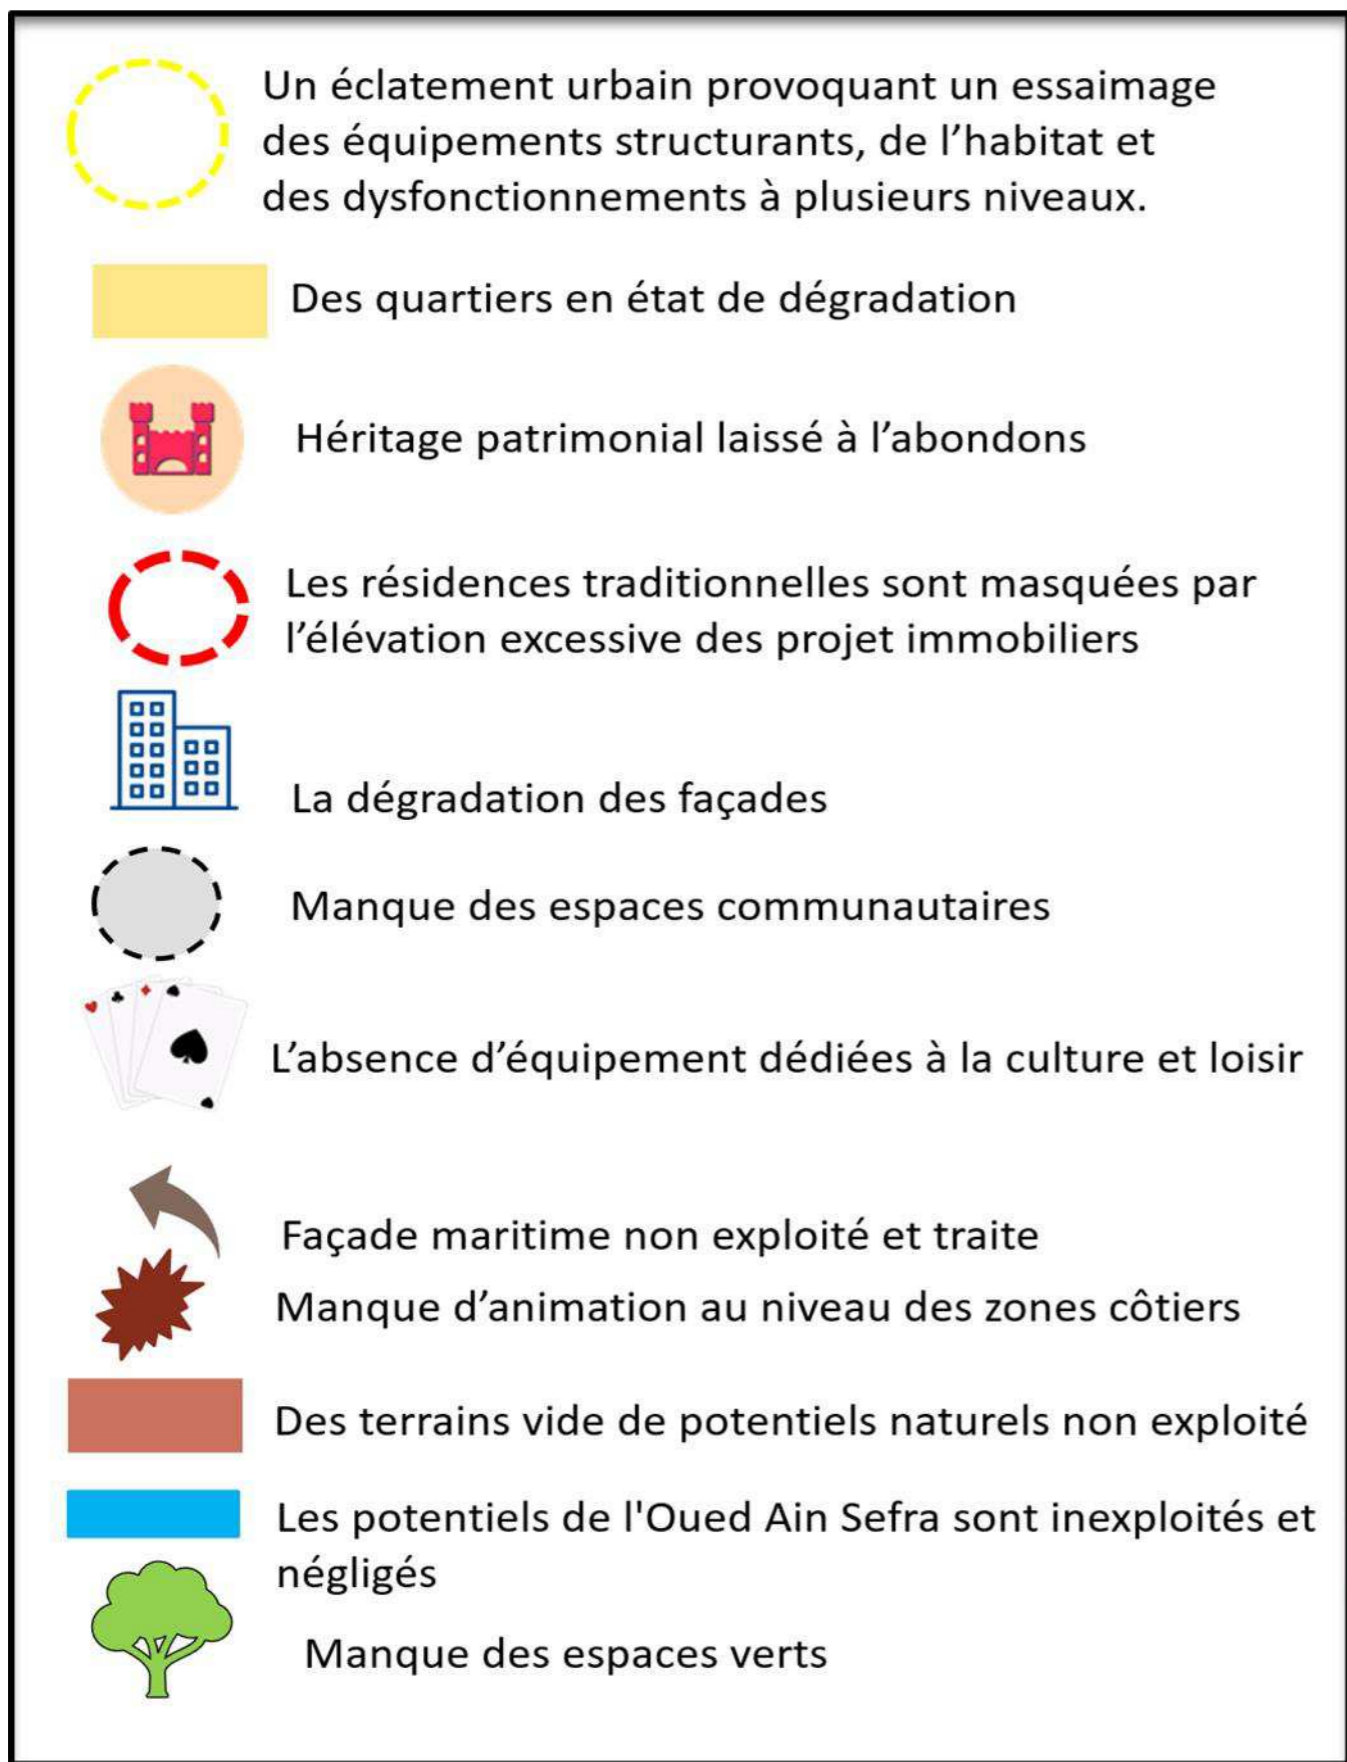 Un éclatement urbain provoquant un essaimage
des équipements structurants, de l’habitat et
des dysfonctionnements à plusieurs niveaux.
Des quartiers en état de dégradation
Héritage patrimonial laissé à l’abondons
Les résidences traditionnelles sont masquées par
l’élévation excessive des projet immobiliers
La dégradation des façades
Manque des espaces communautaires
L’absence d’équipement dédiées à la culture et loisir
Façade maritime non exploité et traite
Manque d’animation au niveau des zones côtiers
Des terrains vide de potentiels naturels non exploité
Les potentiels de l'Oued Ain Sefra sont inexploités et
négligés
Manque des espaces verts